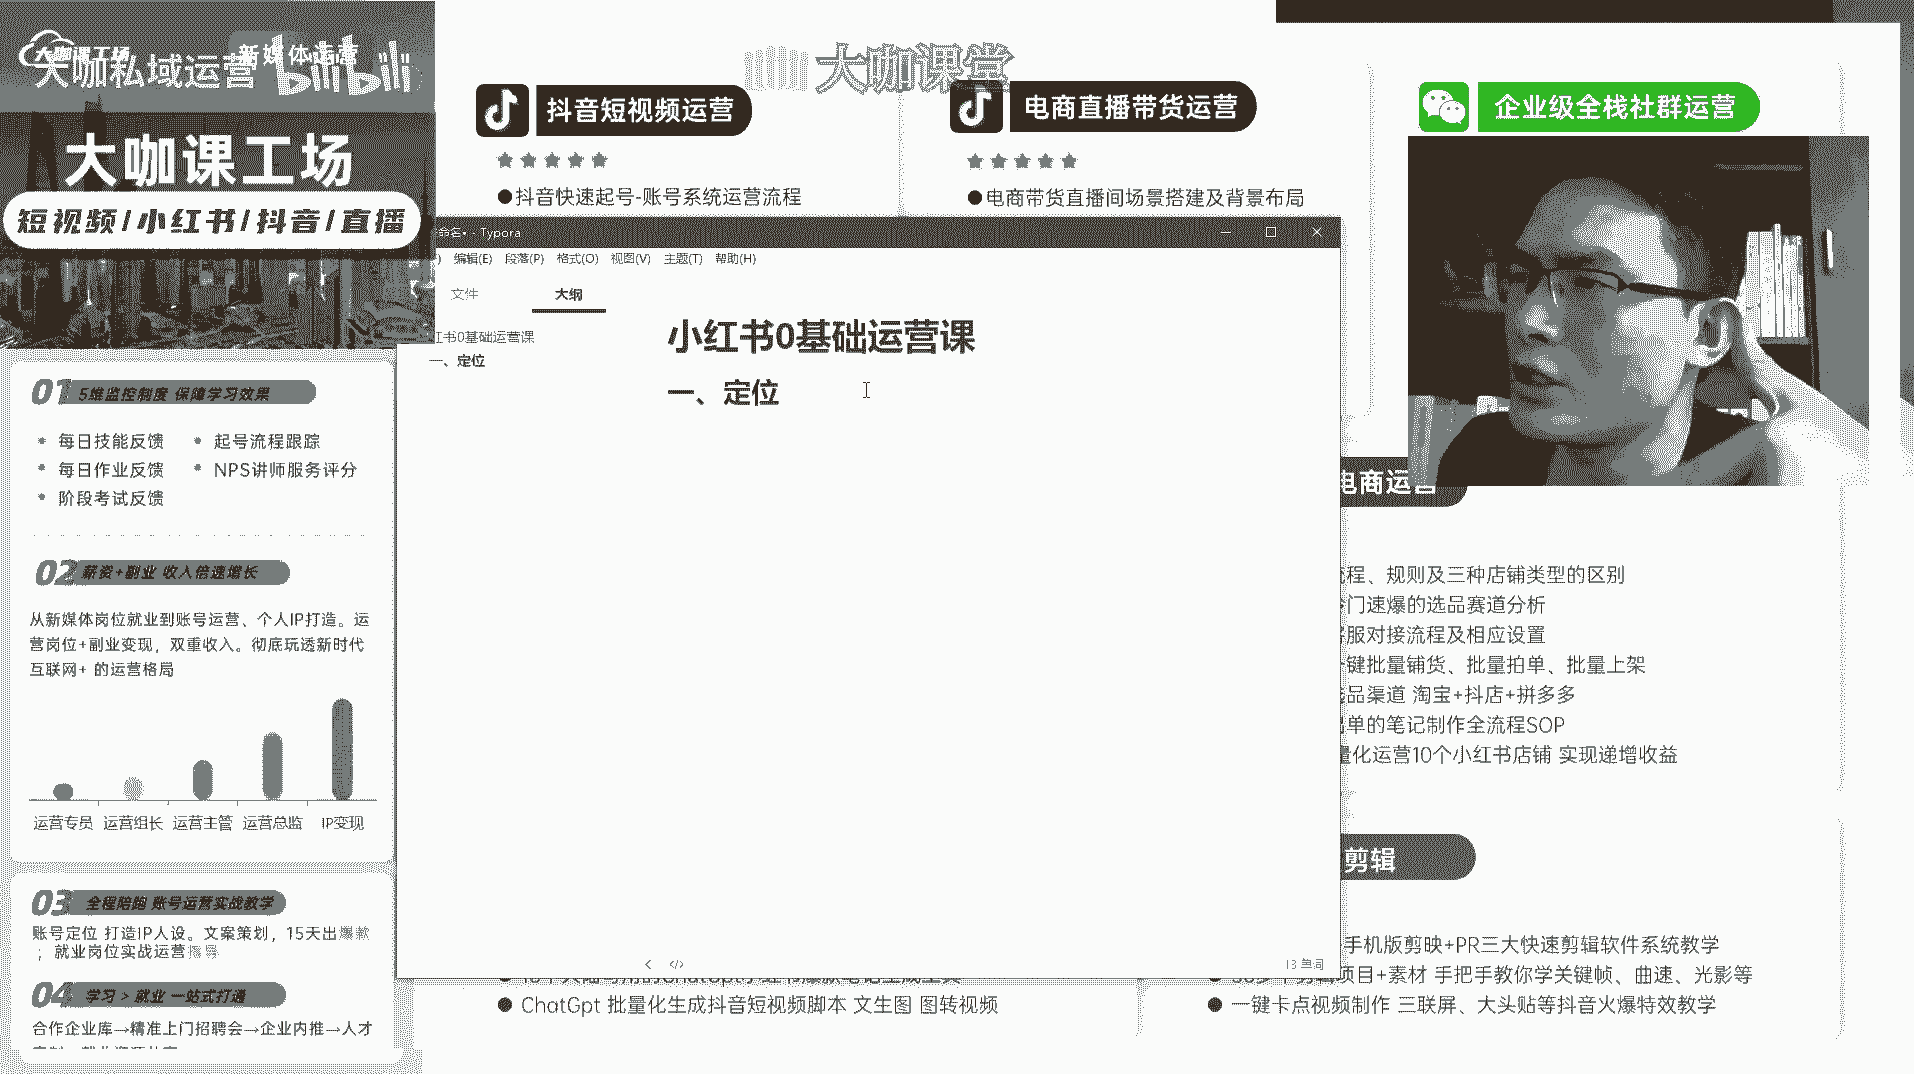 大咖课工场
新媒体运营
大咖私域运营 bilibili
大咖课工场
短视频/小红书/抖音/直播
大咖课堂
抖音短视频运营
抖音快速起号-账号系统运营流程
电商直播带货运营
电商带货直播间场景搭建及背景布局
企业级全栈社群运营
命名• - Typora
编辑(E) 段落(P) 格式(O) 视图(V) 主题(T) 帮助(H)
文件
大纲
红书0基础运营课
一、定位
小红书0基础运营课
一、定位
13 单词
01 5维监控制度 保障学习效果
每日技能反馈
起号流程跟踪
每日作业反馈
NPS讲师服务评分
阶段考试反馈
02 薪资+副业 收入倍速增长
从新媒体岗位就业到账号运营、个人IP打造。运
营岗位+副业变现，双重收入。彻底玩透新时代
互联网+ 的运营格局
运营专员 运营组长 运营主管 运营总监 IP变现
03 全程陪跑 账号运营实战教学
账号定位 打造IP人设。文案策划，15天出爆款
；就业岗位实战运营指导
04 学习 > 就业 一站式打通
合作企业库→精准上门招聘会→企业内推→人才
电商运营
流程、规则及三种店铺类型的区别
冷门速爆的选品赛道分析
客服对接流程及相应设置
一键批量铺货、批量拍单、批量上架
选品渠道 淘宝+抖店+拼多多
出单的笔记制作全流程SOP
量化运营10个小红书店铺 实现递增收益
剪辑
手机版剪映+PR三大快速剪辑软件系统教学
项目+素材 手把手教你学关键帧、曲速、光影等
一键卡点视频制作 三联屏、大头贴等抖音火爆特效教学
ChatGpt 批量化生成抖音短视频脚本 文生图 图转视频